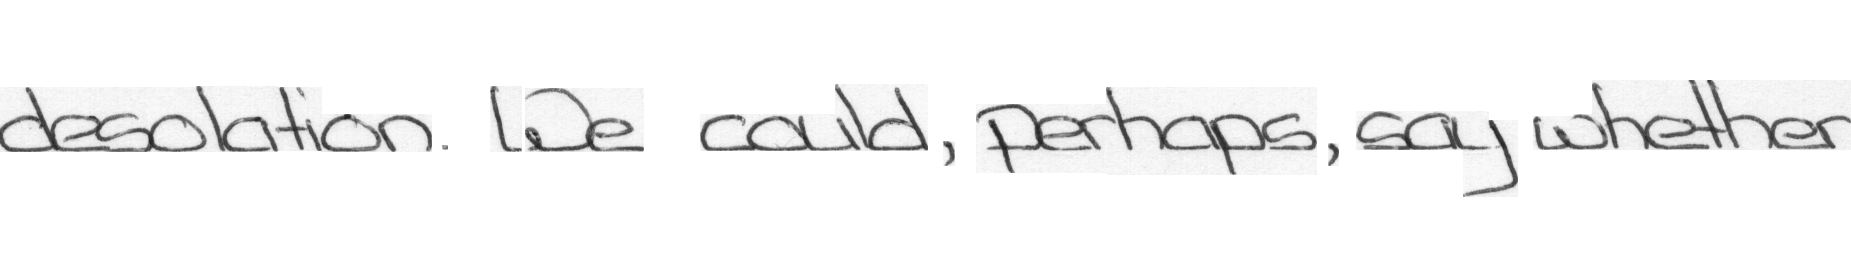 desolation. We could, perhaps, say whether